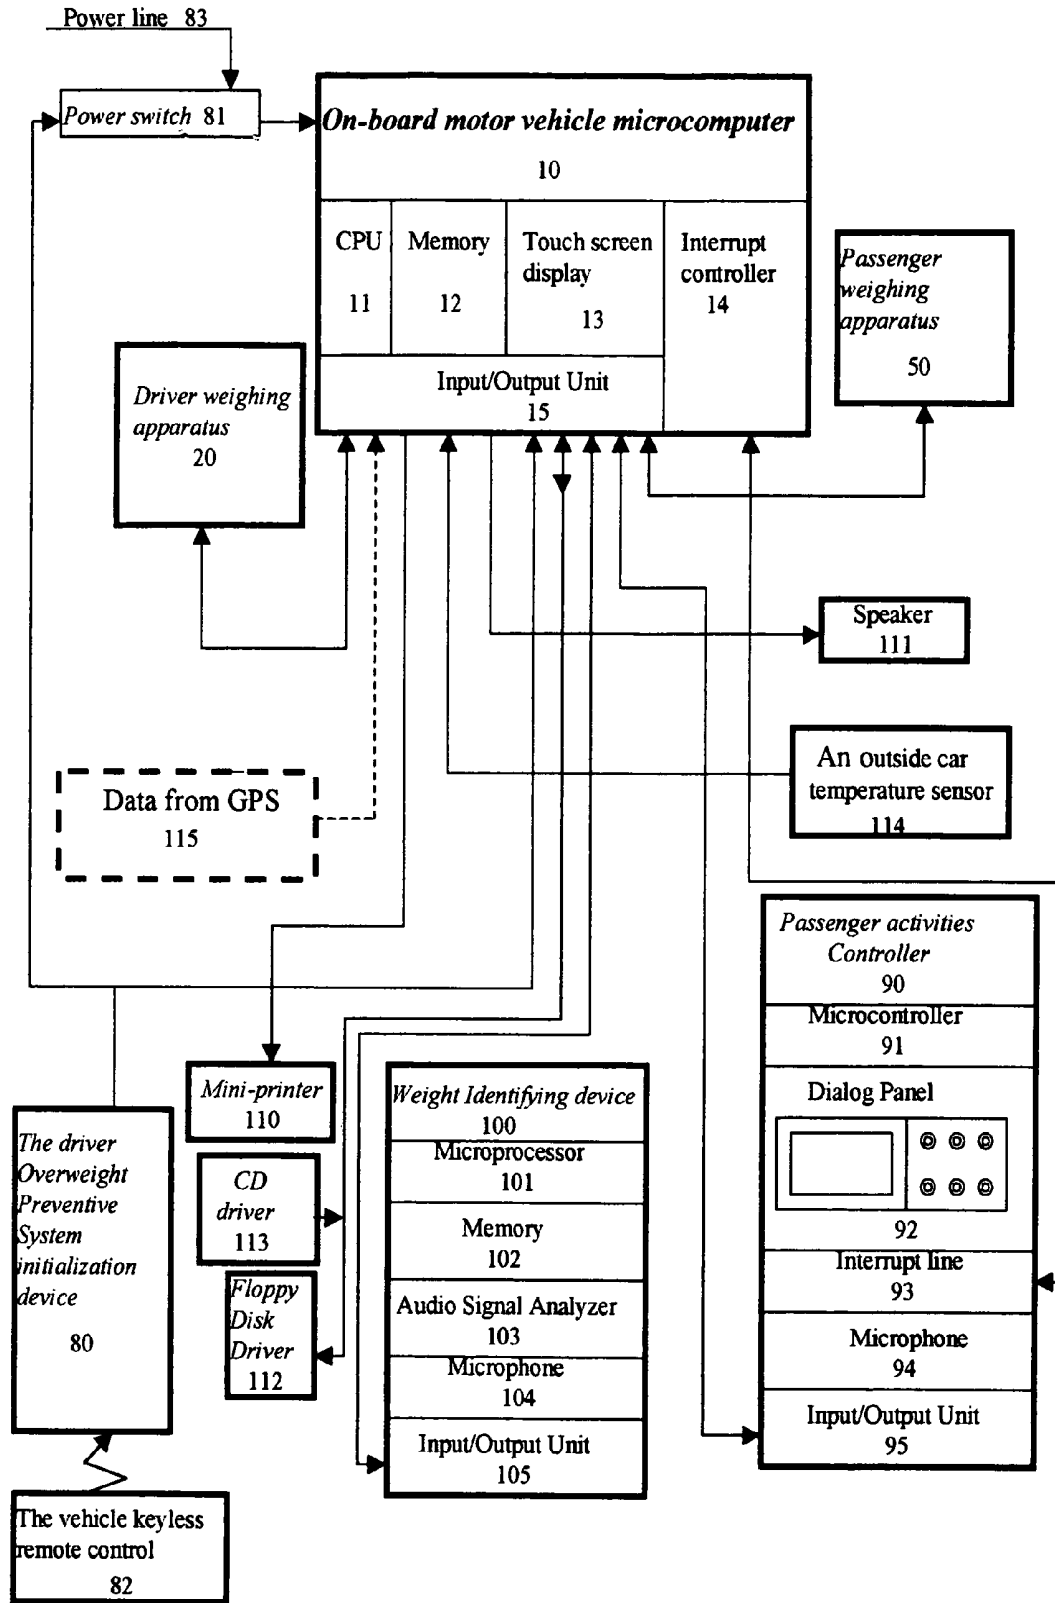 Power line 83
Power switch 81
On-board motor vehicle microcomputer
10
CPU
11
Memory
12
Touch screen
display
13
Interrupt
controller
14
Input/Output Unit
15
Passenger
weighing
apparatus
50
Driver weighing
apparatus
20
Speaker
111
An outside car
temperature sensor
114
Data from GPS
115
Passenger activities
Controller
90
Microcontroller
91
Dialog Panel
92
Interrupt line
93
Microphone
94
Input/Output Unit
95
Mini-printer
110
CD
driver
113
Floppy
Disk
Driver
112
Weight Identifying device
100
Microprocessor
101
Memory
102
Audio Signal Analyzer
103
Microphone
104
Input/Output Unit
105
The driver
Overweight
Preventive
System
initialization
device
80
The vehicle keyless
remote control
82